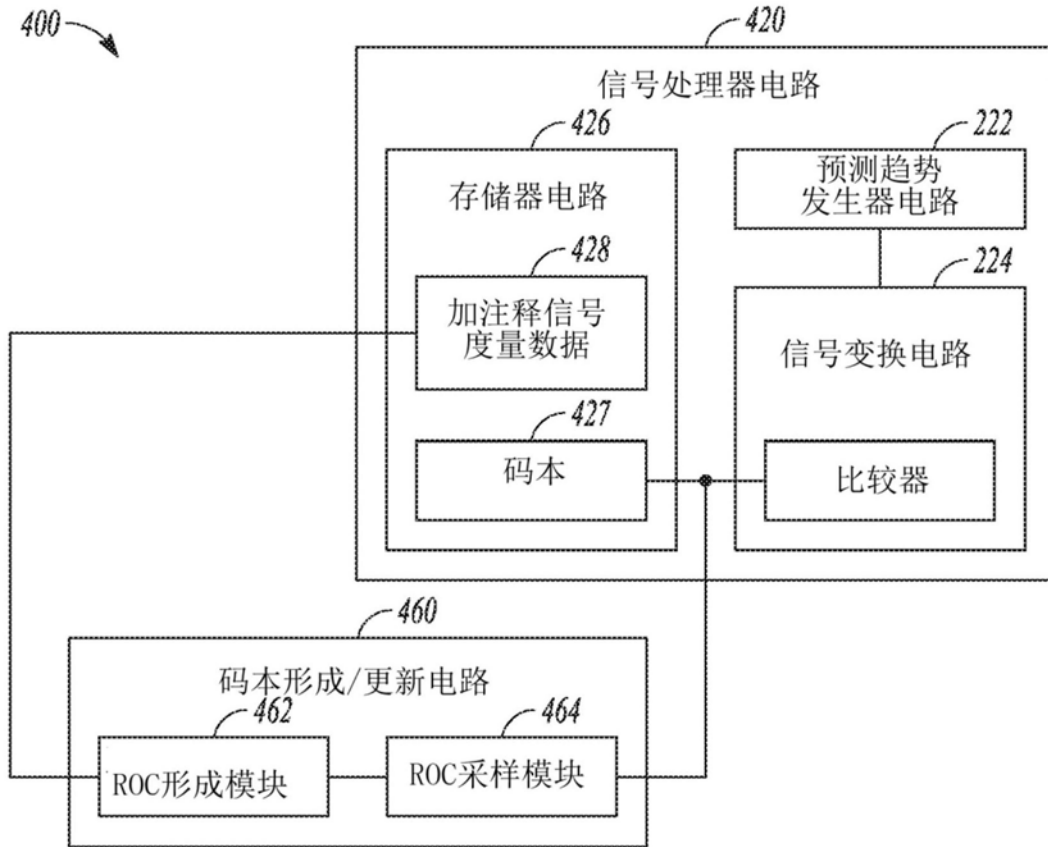 400
420
信号处理器电路
426
存储器电路
222
预测趋势
发生器电路
428
加注释信号
度量数据
224
信号变换电路
427
码本
比较器
460
码本形成/更新电路
462
ROC形成模块
464
ROC采样模块